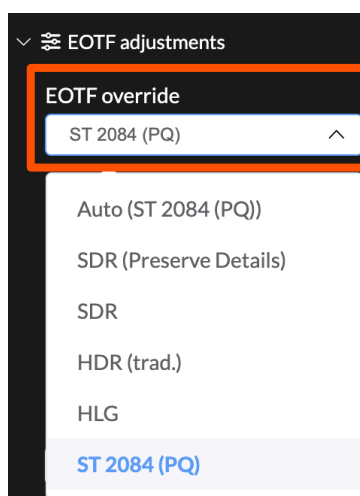 EOTF adjustments
EOTF override
ST 2084 (PQ)
Auto (ST 2084 (PQ))
SDR (Preserve Details)
SDR
HDR (trad.)
HLG
ST 2084 (PQ)